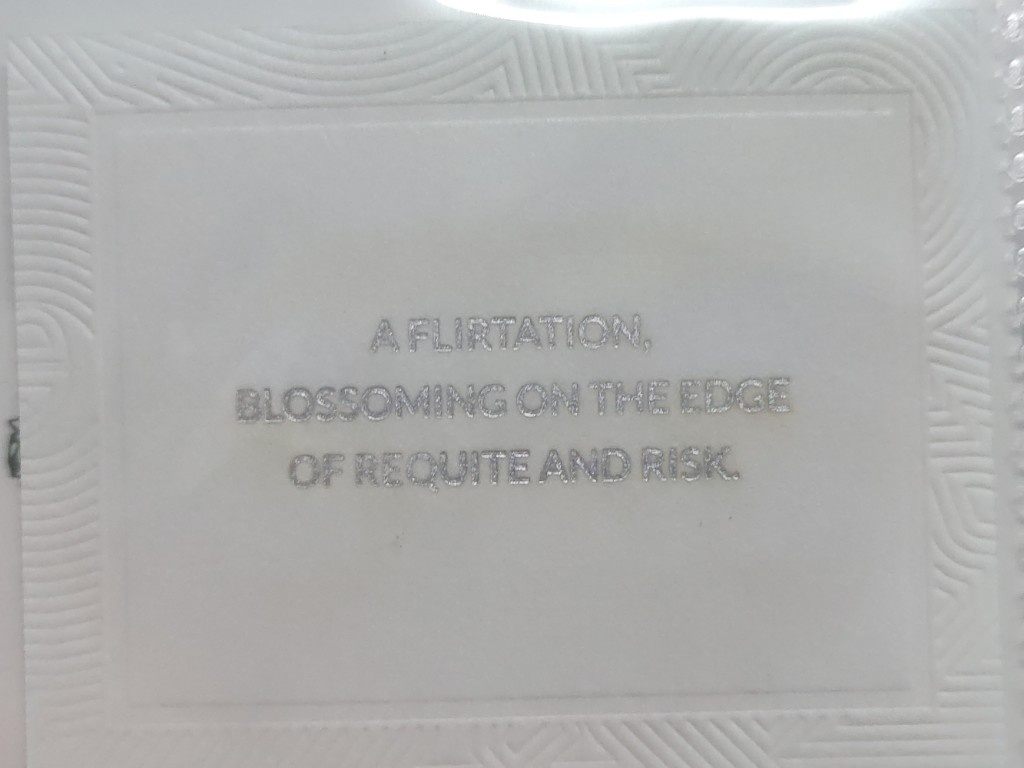 A FLIRTATION,
BLOSSOMING ON THE EDGE
OF REQUITE AND RISK.